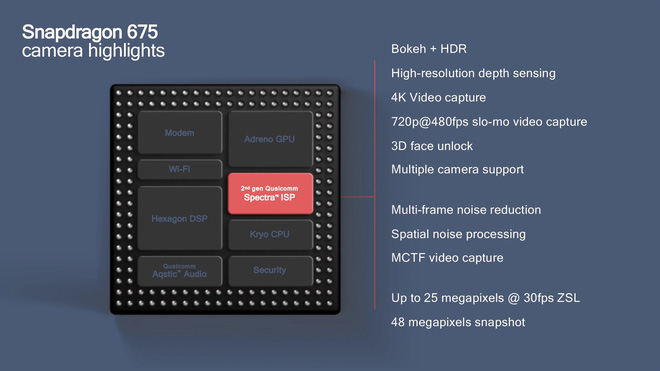 Snapdragon 675
camera highlights
Modem
Adreno GPU
Wi-Fi
2nd gen Qualcomm
Spectra™ ISP
Hexagon DSP
Kryo CPU
Qualcomm
Aqstic™ Audio
Security
Bokeh + HDR
High-resolution depth sensing
4K Video capture
720p@480fps slo-mo video capture
3D face unlock
Multiple camera support
Multi-frame noise reduction
Spatial noise processing
MCTF video capture
Up to 25 megapixels @ 30fps ZSL
48 megapixels snapshot